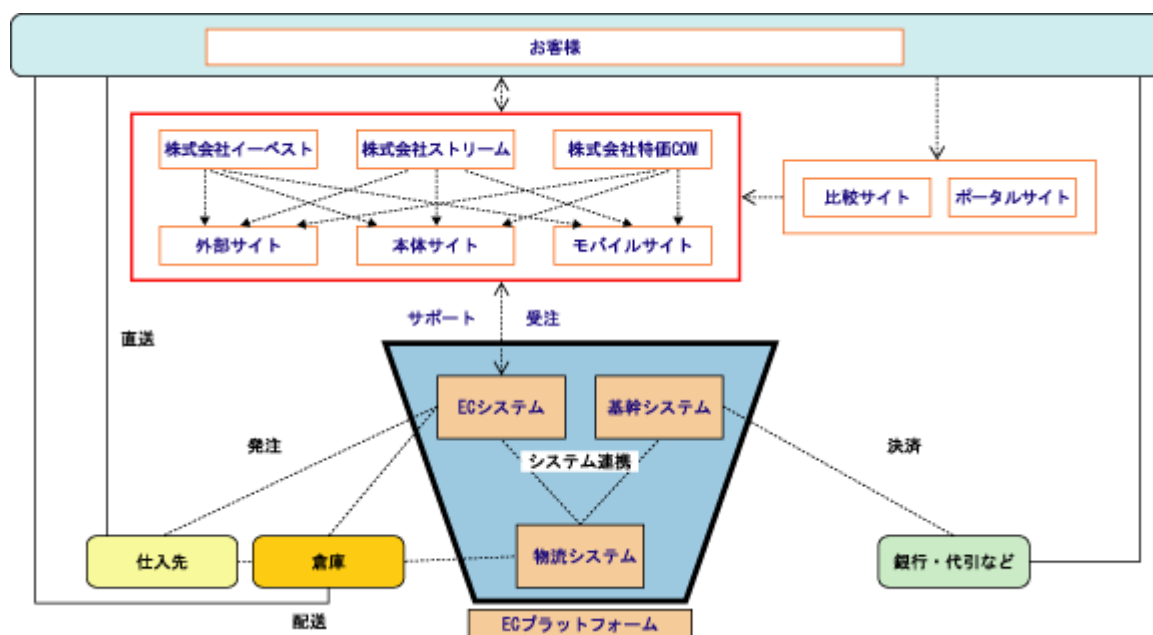 お客様
株式会社イーベスト
株式会社ストリーム
株式会社特価COM
比較サイト
ポータルサイト
外部サイト
本体サイト
モバイルサイト
サポート
受注
直送
ECシステム
基幹システム
発注
決済
システム連携
仕入先
倉庫
物流システム
銀行・代引など
配送
ECプラットフォーム